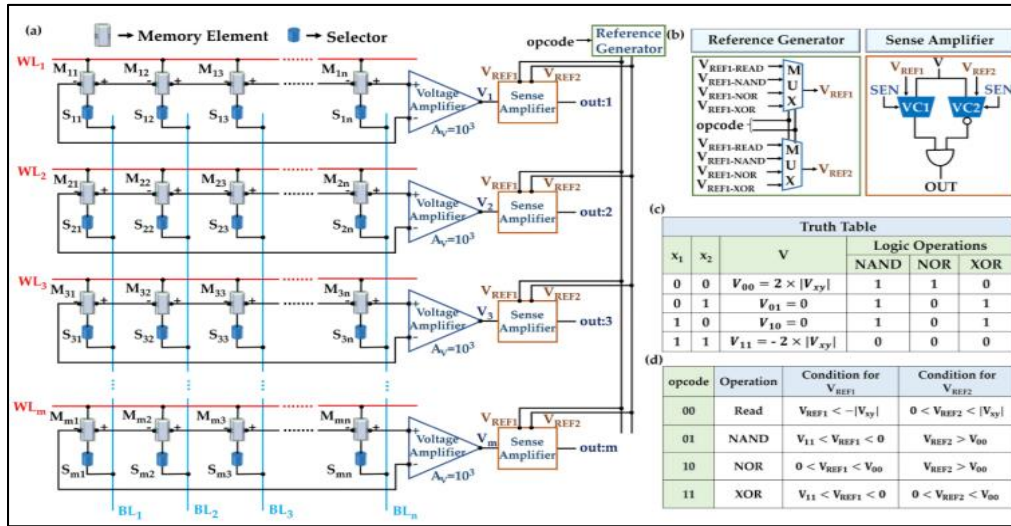 (a)
→ Memory Element
→ Selector
opcode
Reference Generator
WL1
M11 M12 M13 M1n
S11 S12 S13 S1n
Voltage Amplifier
AV=10³
V1
VREF1 VREF2
Sense Amplifier
out:1
WL2
M21 M22 M23 M2n
S21 S22 S23 S2n
Voltage Amplifier
AV=10³
V2
VREF1 VREF2
Sense Amplifier
out:2
WL3
M31 M32 M33 M3n
S31 S32 S33 S3n
Voltage Amplifier
AV=10³
V3
VREF1 VREF2
Sense Amplifier
out:3
WLm
Mm1 Mm2 Mm3 Mmn
Sm1 Sm2 Sm3 Smn
Voltage Amplifier
AV=10³
Vm
VREF1 VREF2
Sense Amplifier
out:m
BL1 BL2 BL3 BLn
(b)
Reference Generator
VREF1-READ
VREF1-NAND
VREF1-NOR
VREF1-XOR
MUX
VREF1
opcode
VREF1-READ
VREF1-NAND
VREF1-NOR
VREF1-XOR
MUX
VREF2
Sense Amplifier
VREF1 V VREF2
SEN VC1 VC2 SEN
OUT
(c)
Truth Table
x1 x2 V Logic Operations
NAND NOR XOR
0 0 V00 = 2 × |Vxy| 1 1 0
0 1 V01 = 0 1 0 1
1 0 V10 = 0 1 0 1
1 1 V11 = - 2 × |Vxy| 0 0 0
(d)
opcode Operation Condition for VREF1 Condition for VREF2
00 Read VREF1 < −|Vxy| 0 < VREF2 < |Vxy|
01 NAND V11 < VREF1 < 0 VREF2 > V00
10 NOR 0 < VREF1 < V00 VREF2 > V00
11 XOR V11 < VREF1 < 0 0 < VREF2 < V00